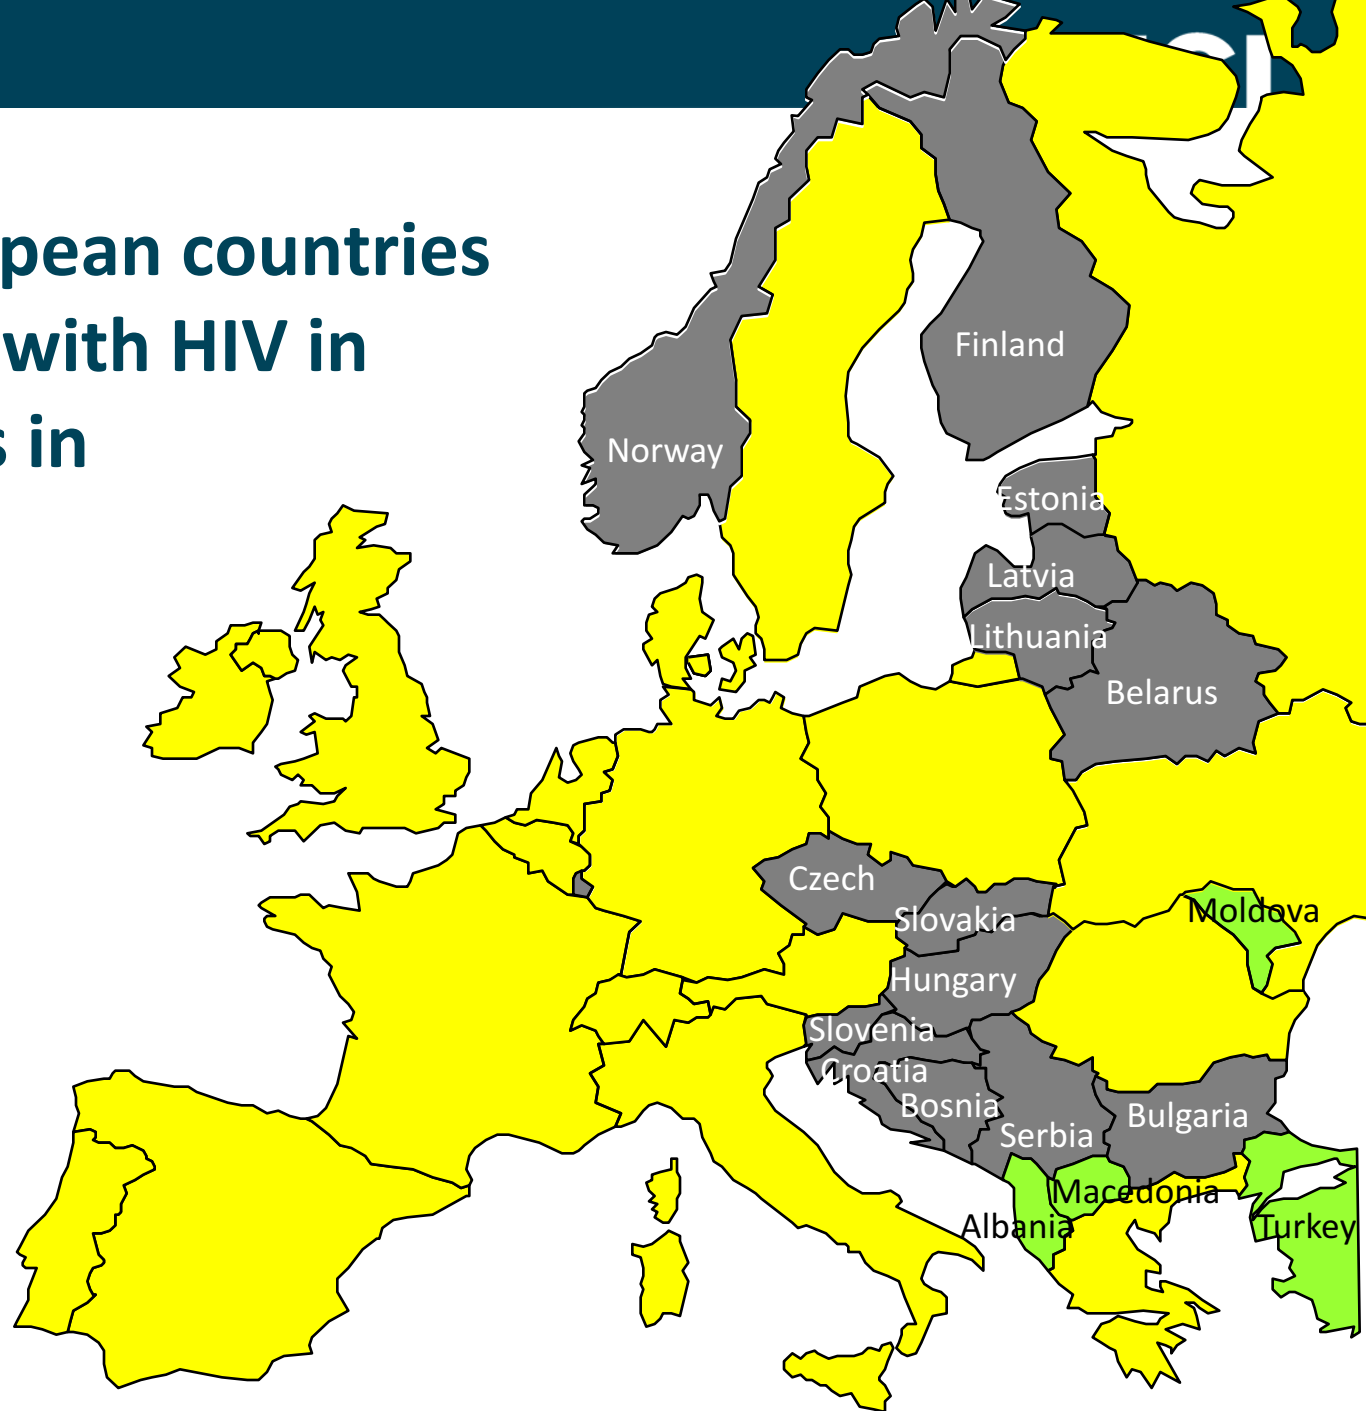 pean countries
with HIV in
s in
Finland
Norway
Estonia
Latvia
Lithuania
Belarus
Czech
Slovakia
Moldova
Hungary
Slovenia
Croatia
Bosnia
Serbia
Bulgaria
Macedonia
Albania
Turkey